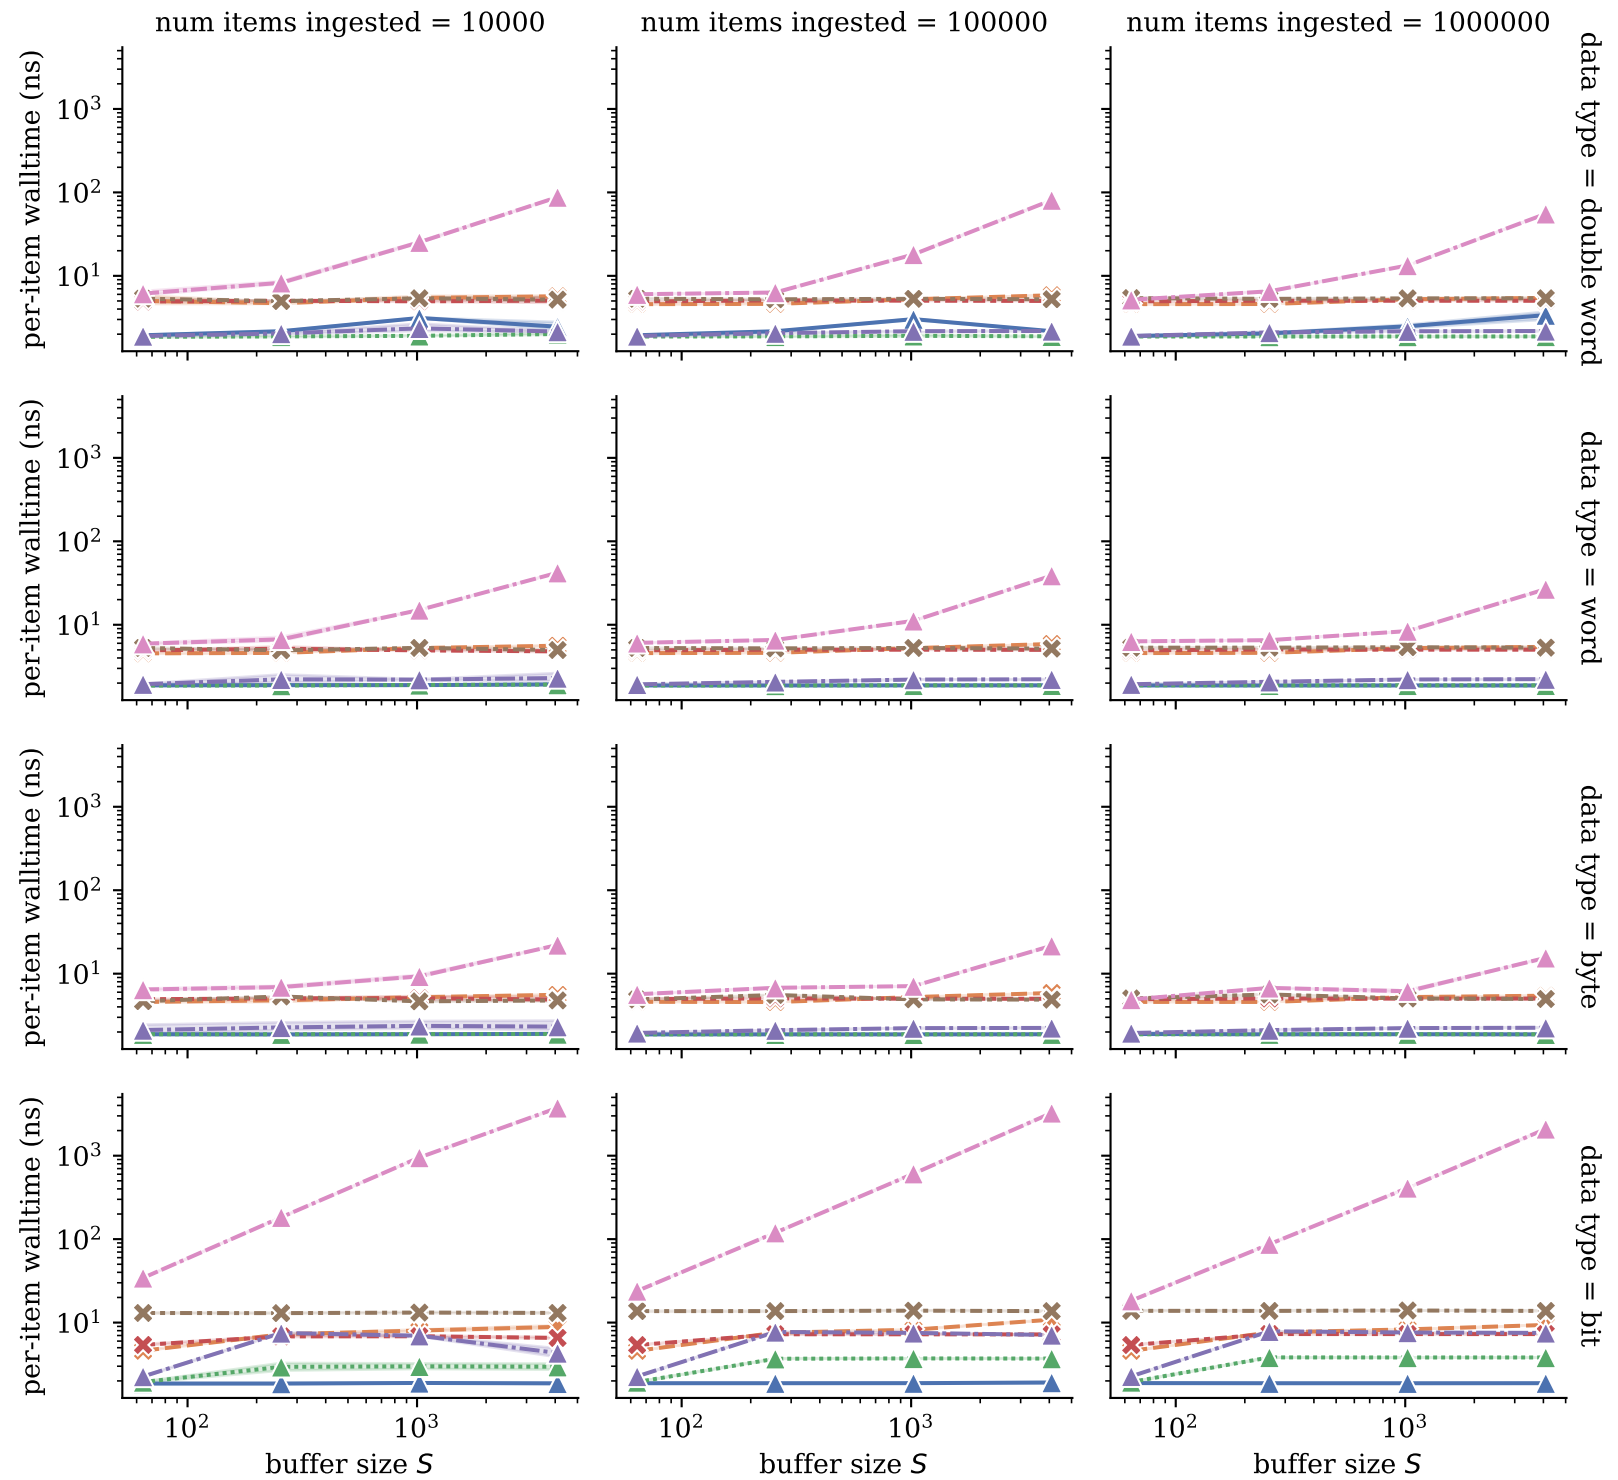 num items ingested = 10000
num items ingested = 100000
num items ingested = 1000000
per-item walltime (ns)
10³
10²
10¹
data type = double word
per-item walltime (ns)
10³
10²
10¹
data type = word
per-item walltime (ns)
10³
10²
10¹
data type = byte
per-item walltime (ns)
10³
10²
10¹
data type = bit
10² 10³
10² 10³
10² 10³
buffer size S
buffer size S
buffer size S